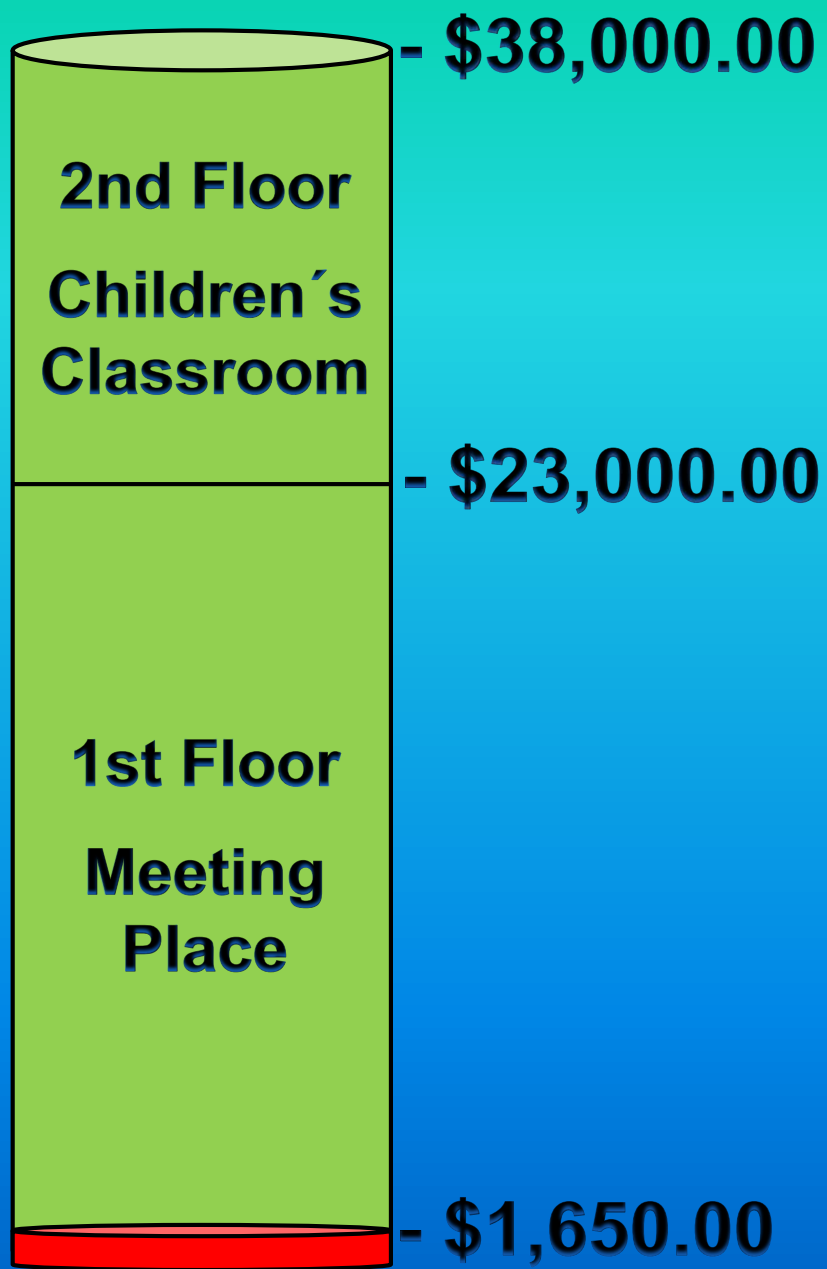 - $38,000.00
2nd Floor
Children´s
Classroom
- $23,000.00
1st Floor
Meeting
Place
- $1,650.00